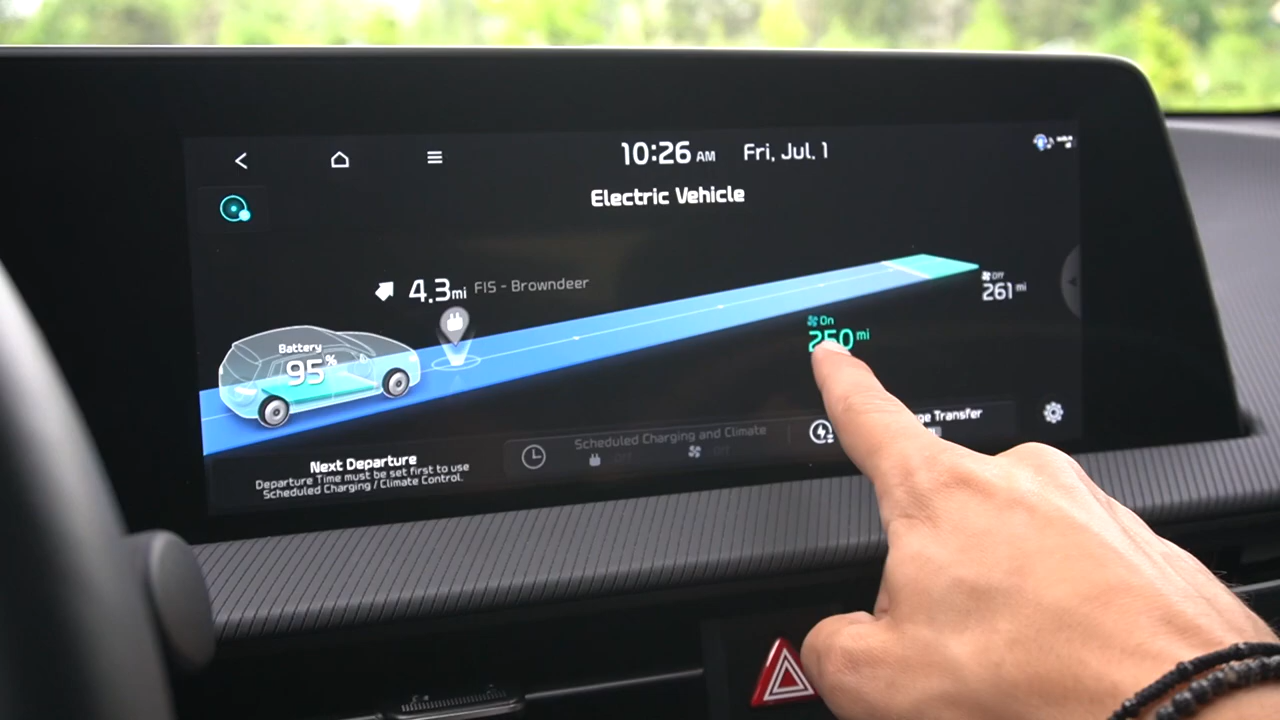 10:26 AM Fri, Jul. 1
Electric Vehicle
4.3mi FIS - Browndeer
Off
261 mi
On
250 mi
Battery
95%
Scheduled Charging and Climate
Transfer
Next Departure
Departure Time must be set first to use
Scheduled Charging / Climate Control.